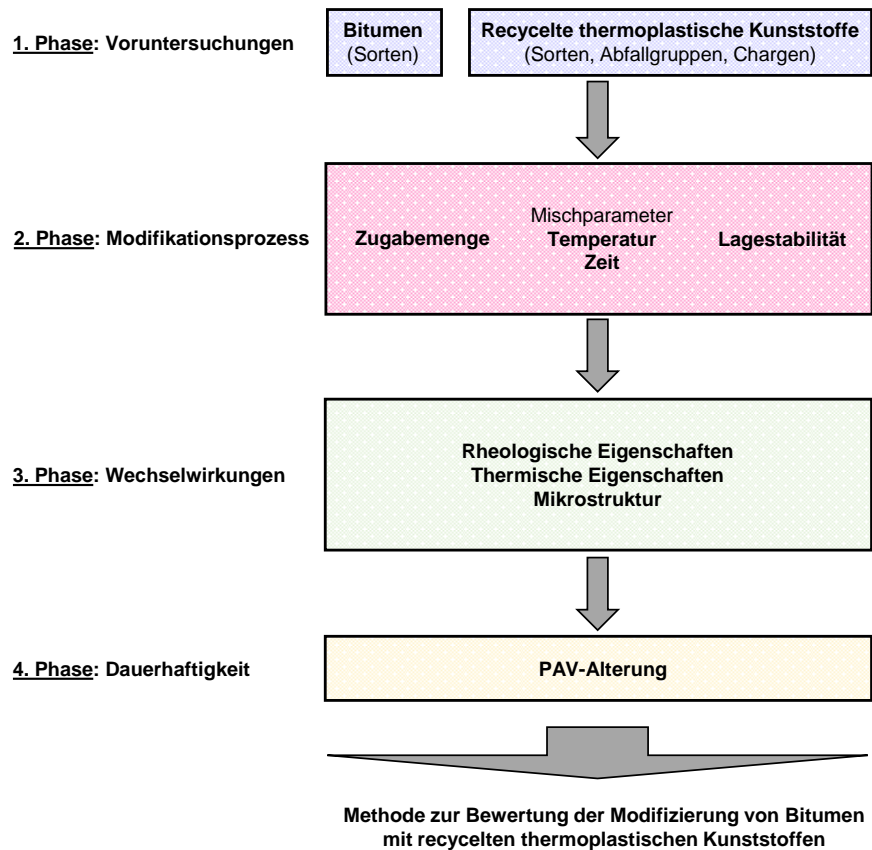 1. Phase: Voruntersuchungen
Bitumen
(Sorten)
Recycelte thermoplastische Kunststoffe
(Sorten, Abfallgruppen, Chargen)
2. Phase: Modifikationsprozess
Zugabemenge
Mischparameter
Temperatur
Zeit
Lagestabilität
3. Phase: Wechselwirkungen
Rheologische Eigenschaften
Thermische Eigenschaften
Mikrostruktur
4. Phase: Dauerhaftigkeit
PAV-Alterung
Methode zur Bewertung der Modifizierung von Bitumen
mit recycelten thermoplastischen Kunststoffen